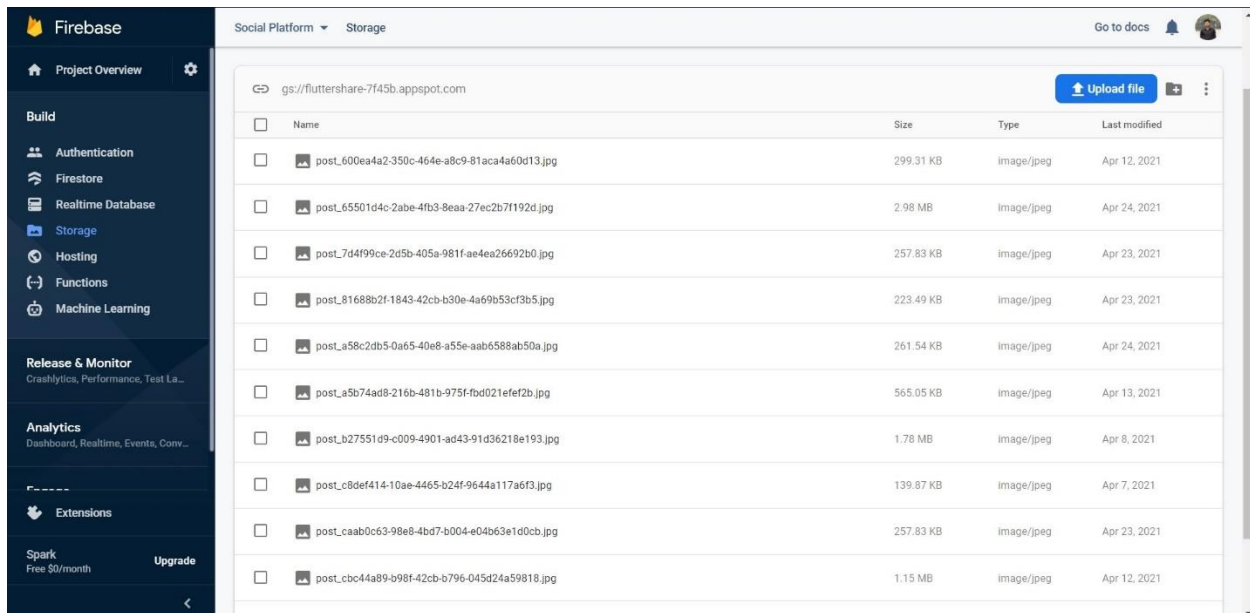 Firebase
Social Platform Storage Go to docs
Project Overview
gs://fluttershare-7f45b.appspot.com Upload file
Build
Authentication
Firestore
Realtime Database
Storage
Hosting
Functions
Machine Learning
Release & Monitor
Crashlytics, Performance, Test La...
Analytics
Dashboard, Realtime, Events, Conv...
Extensions
Spark
Free $0/month Upgrade
Name Size Type Last modified
post_600ea4a2-350c-464e-a8c9-81aca4a60d13.jpg 299.31 KB image/jpeg Apr 12, 2021
post_65501d4c-2abe-4fb3-8eaa-27ec2b7f192d.jpg 2.98 MB image/jpeg Apr 24, 2021
post_7d4f99ce-2d5b-405a-981f-ae4ea26692b0.jpg 257.83 KB image/jpeg Apr 23, 2021
post_81688b2f-1843-42cb-b30e-4a69b53cf3b5.jpg 223.49 KB image/jpeg Apr 23, 2021
post_a58c2db5-0a65-40e8-a55e-aab6588ab50a.jpg 261.54 KB image/jpeg Apr 24, 2021
post_a5b74ad8-216b-481b-975f-fbd021efef2b.jpg 565.05 KB image/jpeg Apr 13, 2021
post_b27551d9-c009-4901-ad43-91d36218e193.jpg 1.78 MB image/jpeg Apr 8, 2021
post_c8def414-10ae-4465-b24f-9644a117a6f3.jpg 139.87 KB image/jpeg Apr 7, 2021
post_caab0c63-98e8-4bd7-b004-e04b63e1d0cb.jpg 257.83 KB image/jpeg Apr 23, 2021
post_cbc44a89-b98f-42cb-b796-045d24a59818.jpg 1.15 MB image/jpeg Apr 12, 2021